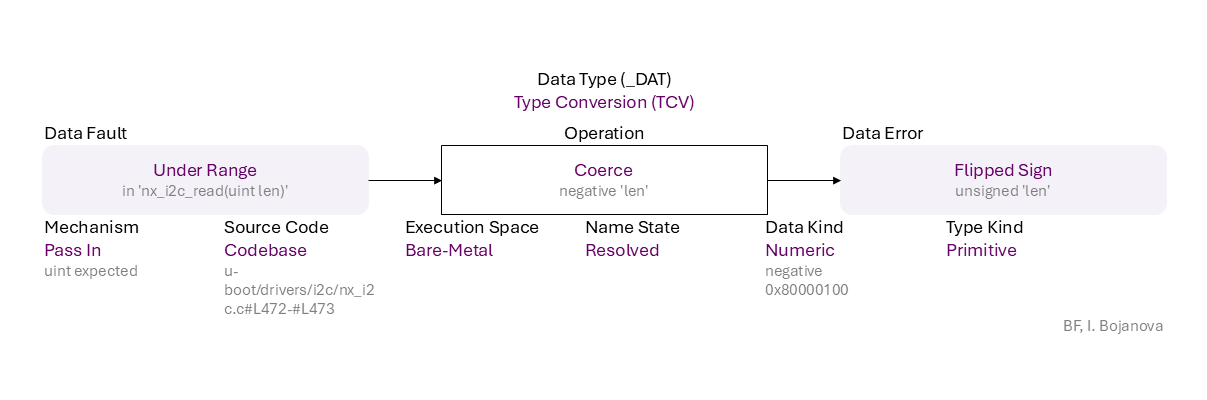 Data Type (_DAT)
Type Conversion (TCV)
Data Fault
Operation
Data Error
Under Range
in 'nx_i2c_read(uint len)'
Coerce
negative 'len'
Flipped Sign
unsigned 'len'
Mechanism
Pass In
uint expected
Source Code
Codebase
u-
boot/drivers/i2c/nx_i2
c.c#L472-#L473
Execution Space
Bare-Metal
Name State
Resolved
Data Kind
Numeric
negative
0x80000100
Type Kind
Primitive
BF, I. Bojanova